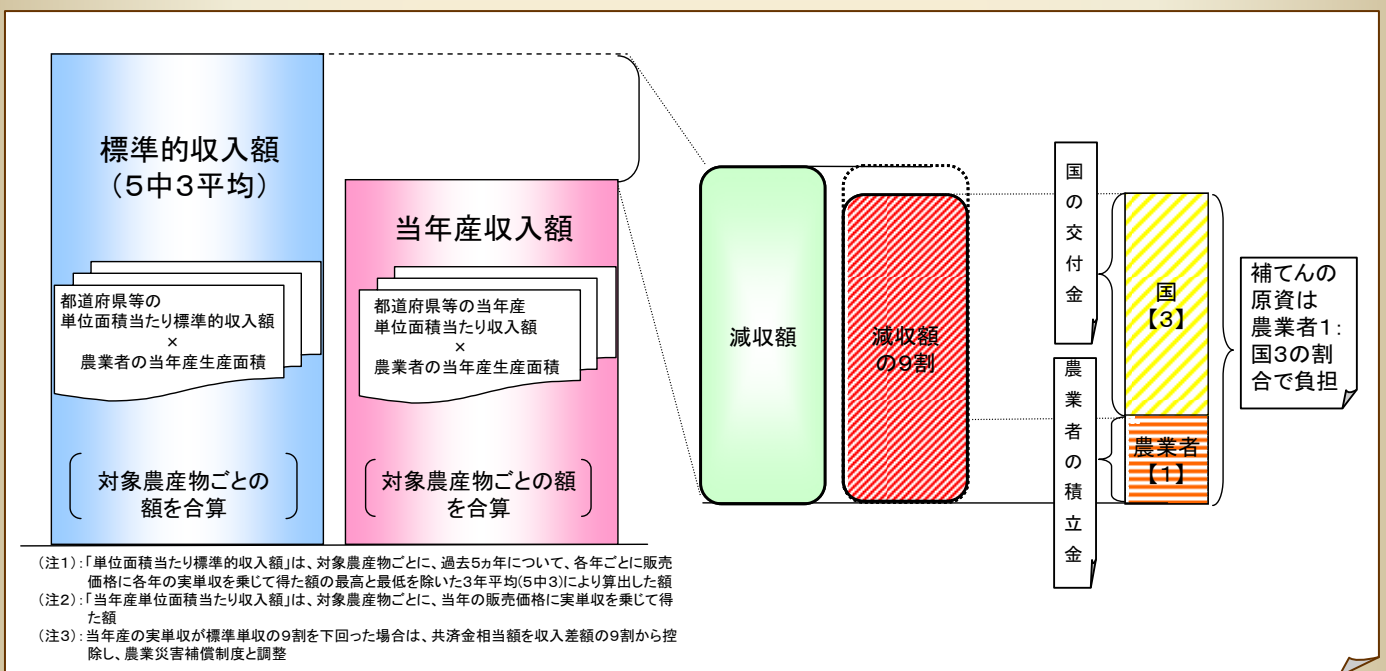 標準的収入額
（５中３平均）
都道府県等の
単位面積当たり標準的収入額
×
農業者の当年産生産面積
対象農産物ごとの
額を合算
当年産収入額
都道府県等の当年産
単位面積当たり収入額
×
農業者の当年産生産面積
対象農産物ごとの額
を合算
減収額
減収額
の９割
国の交付金
農業者の積立金
国
【３】
農業者
【１】
補てんの
原資は
農業者１：
国３の割
合で負担
（注１）：「単位面積当たり標準的収入額」は、対象農産物ごとに、過去５ヵ年について、各年ごとに販売
価格に各年の実単収を乗じて得た額の最高と最低を除いた３年平均(５中３)により算出した額
（注２）：「当年産単位面積当たり収入額」は、対象農産物ごとに、当年の販売価格に実単収を乗じて得
た額
（注３）：当年産の実単収が標準単収の９割を下回った場合は、共済金相当額を収入差額の９割から控
除し、農業災害補償制度と調整